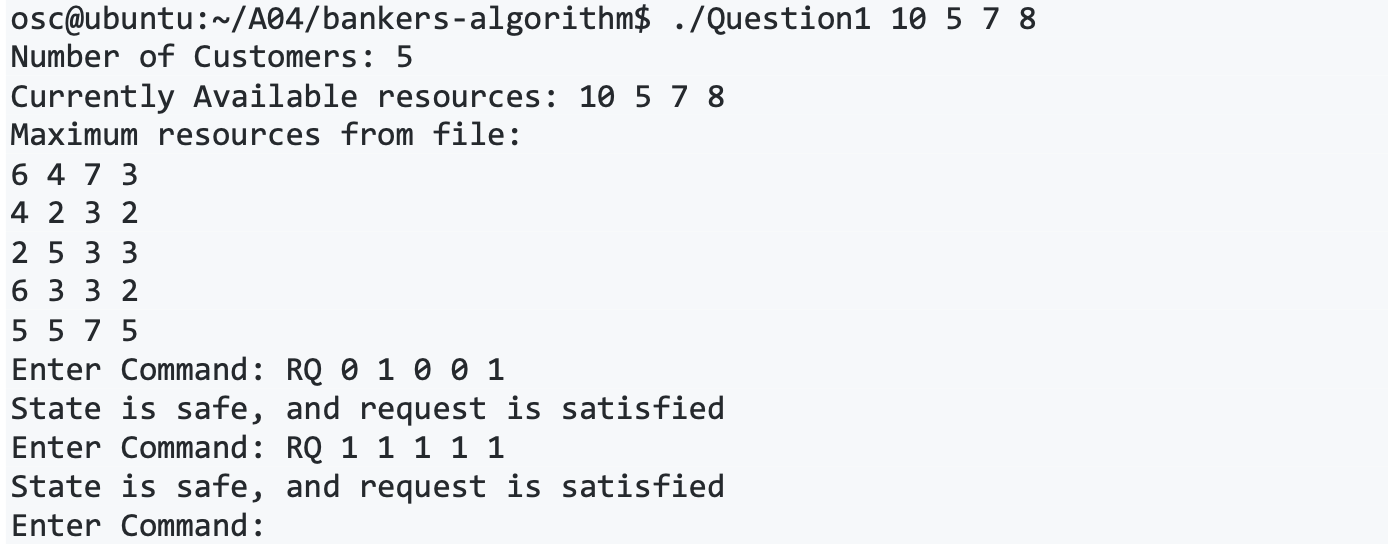 osc@ubuntu:~/A04/bankers-algorithm$ ./Question1 10 5 7 8
Number of Customers: 5
Currently Available resources: 10 5 7 8
Maximum resources from file:
6 4 7 3
4 2 3 2
2 5 3 3
6 3 3 2
5 5 7 5
Enter Command: RQ 0 1 0 0 1
State is safe, and request is satisfied
Enter Command: RQ 1 1 1 1 1
State is safe, and request is satisfied
Enter Command: